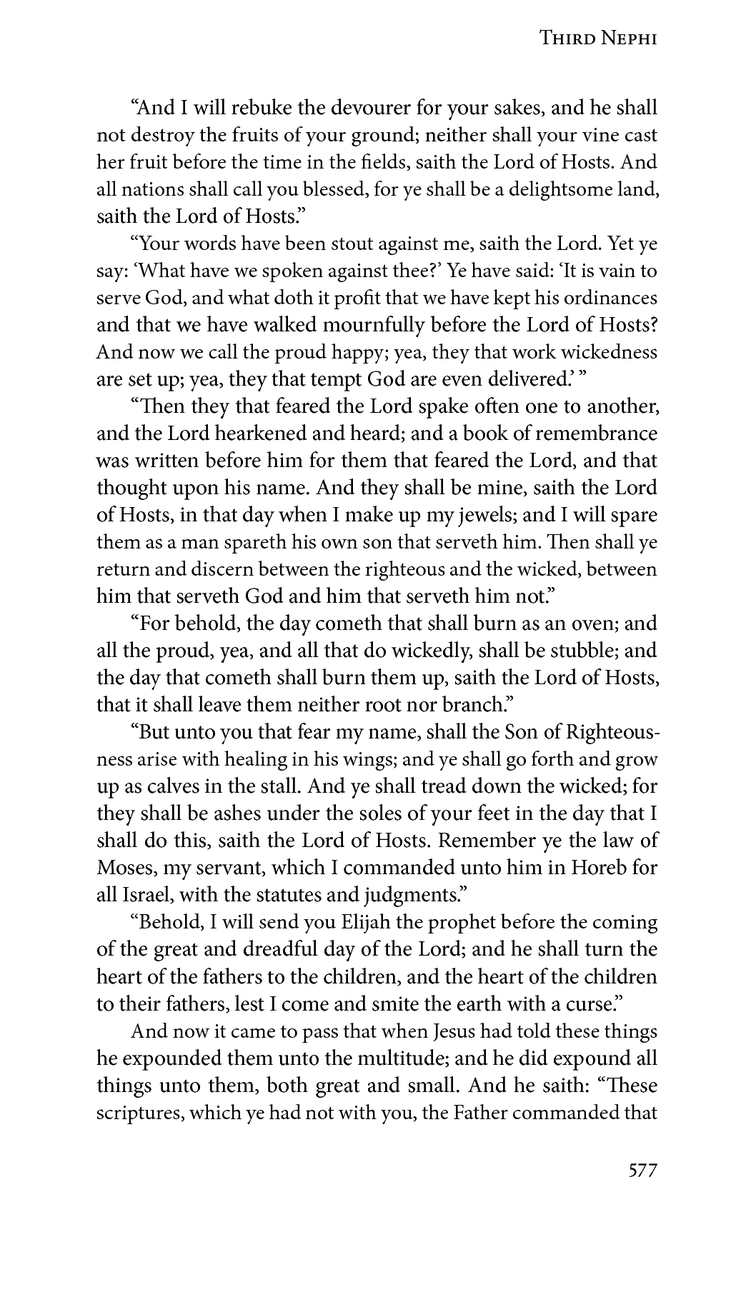 Third Nephi
“And I will rebuke the devourer for your sakes, and he shall
not destroy the fruits of your ground; neither shall your vine cast
her fruit before the time in the fields, saith the Lord of Hosts. And
all nations shall call you blessed, for ye shall be a delightsome land,
saith the Lord of Hosts.”
“Your words have been stout against me, saith the Lord. Yet ye
say: ‘What have we spoken against thee?’ Ye have said: ‘It is vain to
serve God, and what doth it profit that we have kept his ordinances
and that we have walked mournfully before the Lord of Hosts?
And now we call the proud happy; yea, they that work wickedness
are set up; yea, they that tempt God are even delivered.’ ”
“Then they that feared the Lord spake often one to another,
and the Lord hearkened and heard; and a book of remembrance
was written before him for them that feared the Lord, and that
thought upon his name. And they shall be mine, saith the Lord
of Hosts, in that day when I make up my jewels; and I will spare
them as a man spareth his own son that serveth him. Then shall ye
return and discern between the righteous and the wicked, between
him that serveth God and him that serveth him not.”
“For behold, the day cometh that shall burn as an oven; and
all the proud, yea, and all that do wickedly, shall be stubble; and
the day that cometh shall burn them up, saith the Lord of Hosts,
that it shall leave them neither root nor branch.”
“But unto you that fear my name, shall the Son of Righteous-
ness arise with healing in his wings; and ye shall go forth and grow
up as calves in the stall. And ye shall tread down the wicked; for
they shall be ashes under the soles of your feet in the day that I
shall do this, saith the Lord of Hosts. Remember ye the law of
Moses, my servant, which I commanded unto him in Horeb for
all Israel, with the statutes and judgments.”
“Behold, I will send you Elijah the prophet before the coming
of the great and dreadful day of the Lord; and he shall turn the
heart of the fathers to the children, and the heart of the children
to their fathers, lest I come and smite the earth with a curse.”
And now it came to pass that when Jesus had told these things
he expounded them unto the multitude; and he did expound all
things unto them, both great and small. And he saith: “These
scriptures, which ye had not with you, the Father commanded that
577